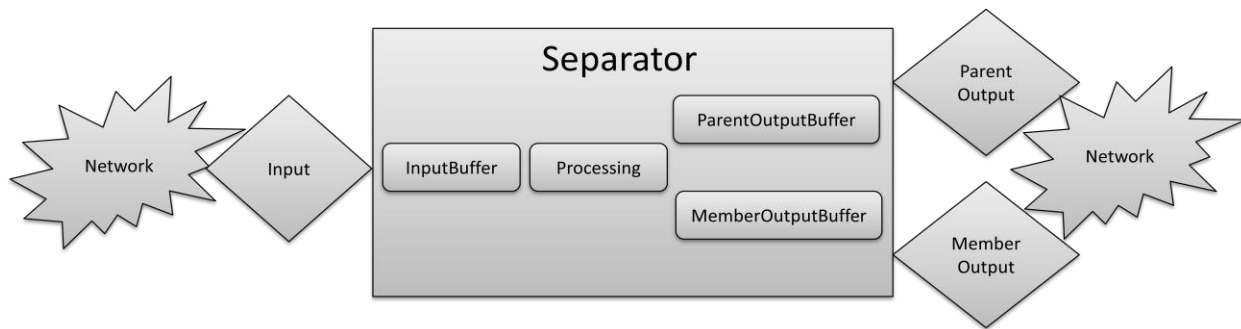 Separator
Network
Input
InputBuffer
Processing
ParentOutputBuffer
MemberOutputBuffer
Parent
Output
Member
Output
Network